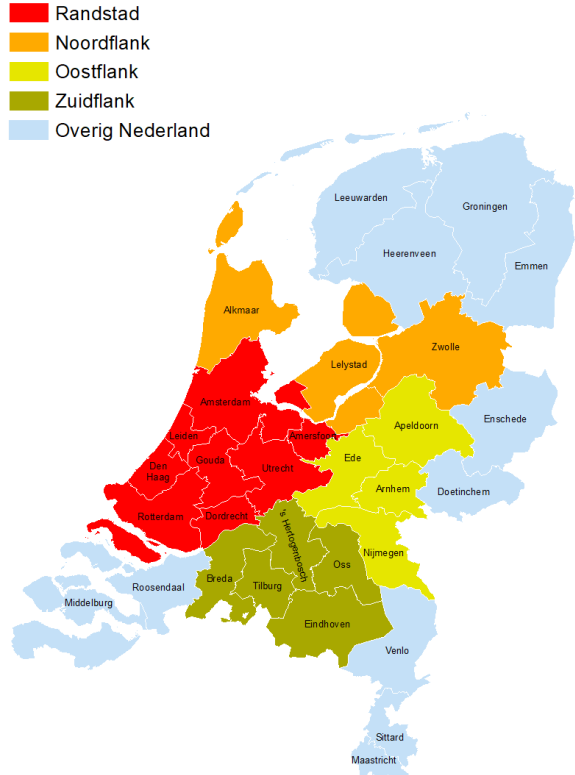 Randstad
Noordflank
Oostflank
Zuidflank
Overig Nederland
Leeuwarden
Groningen
Heerenveen
Emmen
Alkmaar
Zwolle
Lelystad
Amsterdam
Enschede
Apeldoorn
Leiden
Amersfoort
Gouda
Ede
Den
Haag
Utrecht
Arnhem
Doetinchem
Rotterdam
Dordrecht
's Hertogenbosch
Nijmegen
Oss
Breda
Tilburg
Roosendaal
Middelburg
Eindhoven
Venlo
Sittard
Maastricht